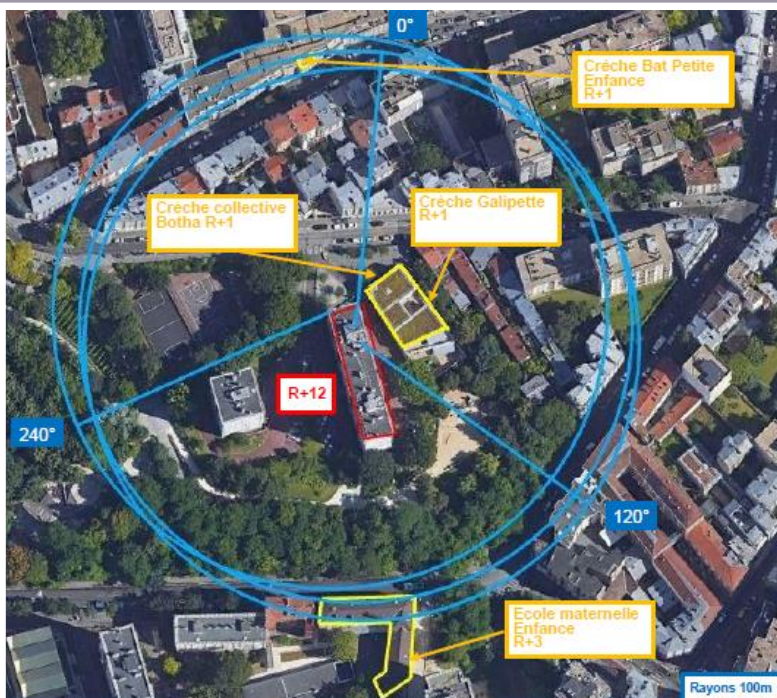 0°
Crèche Bat Petite
Enfance
R+1
Crèche collective
Botha R+1
Crèche Galipette
R+1
R+12
240°
120°
Ecole maternelle
Enfance
R+3
Rayons 100m